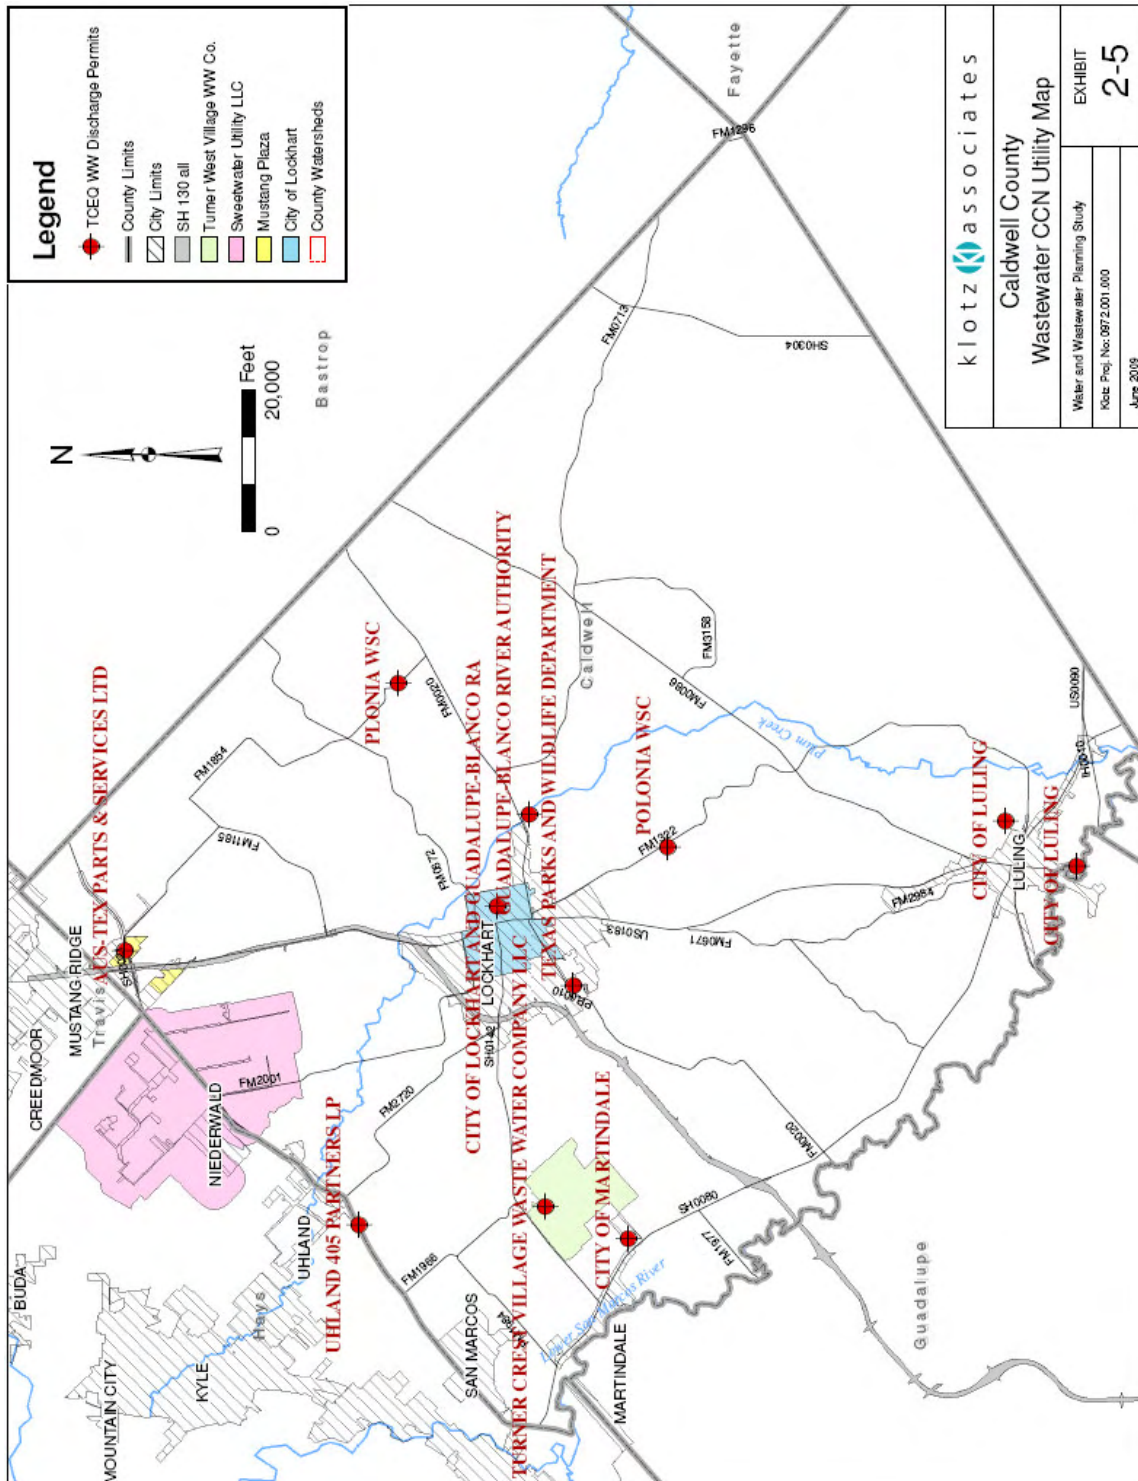 Legend
TCEQ WW Discharge Permits
County Limits
City Limits
SH 130 all
Turner West Village WW Co.
Sweetwater Utility LLC
Mustang Plaza
City of Lockhart
County Watersheds
N
0
20,000
Feet
Bastrop
Fayette
FM1296
CREEDMOOR
MUSTANG RIDGE
Travis
AUS-TEX PARTS & SERVICES LTD
FM1854
FM1185
PLONIA WSC
FM0020
FM0672
FM0713
SH0304
BUDA
MOUNTAIN CITY
KYLE
Hays
NIEDERWALD
FM2001
UHLAND
UHLAND 405 PARTNERS LP
FM2720
FM1966
SAN MARCOS
CITY OF LOCKHART AND GUADALUPE-BLANCO RA
GUADALUPE-BLANCO RIVER AUTHORITY
LOCKHART
SH0142
TURNER CREST VILLAGE WASTE WATER COMPANY LLC
TEXAS PARKS AND WILDLIFE DEPARTMENT
Caldwell
FM3158
FM0086
Plum Creek
POLONIA WSC
FM1322
US0183
FM0671
FM2984
CITY OF MARTINDALE
Lower San Marcos River
MARTINDALE
SH0080
FM1977
FM0020
Guadalupe
CITY OF LULING
LULING
CITY OF LULING
IH0010
US0090
klotz associates
Caldwell County
Wastewater CCN Utility Map
Water and Wastewater Planning Study
Klotz Proj. No: 0972.001.000
June 2009
EXHIBIT
2-5